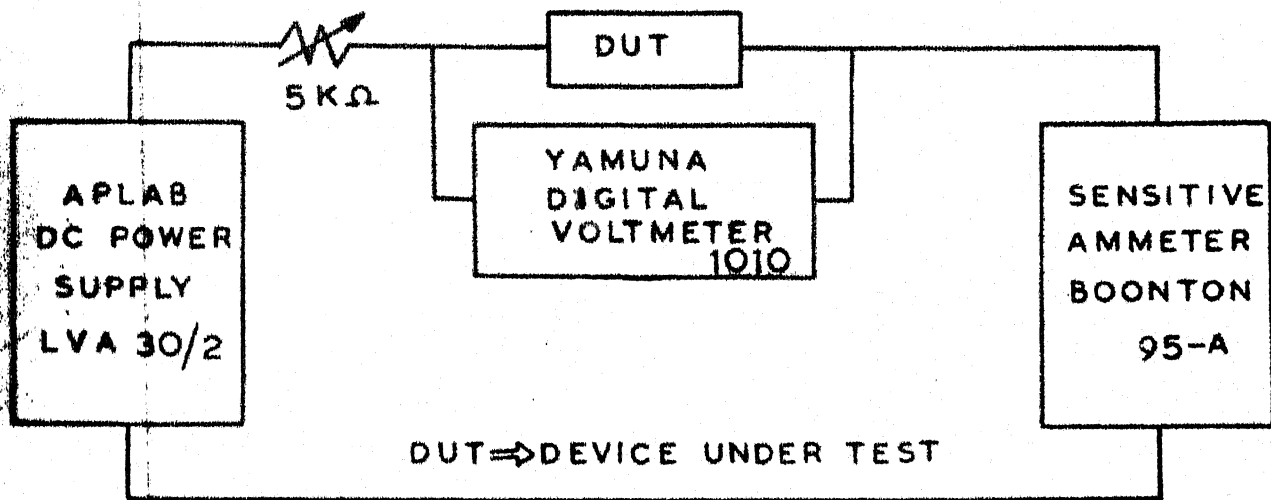 5KΩ
DUT
APLAB
DC POWER
SUPPLY
LVA 30/2
YAMUNA
DIGITAL
VOLTMETER
1010
SENSITIVE
AMMETER
BOONTON
95-A
DUT⇒DEVICE UNDER TEST